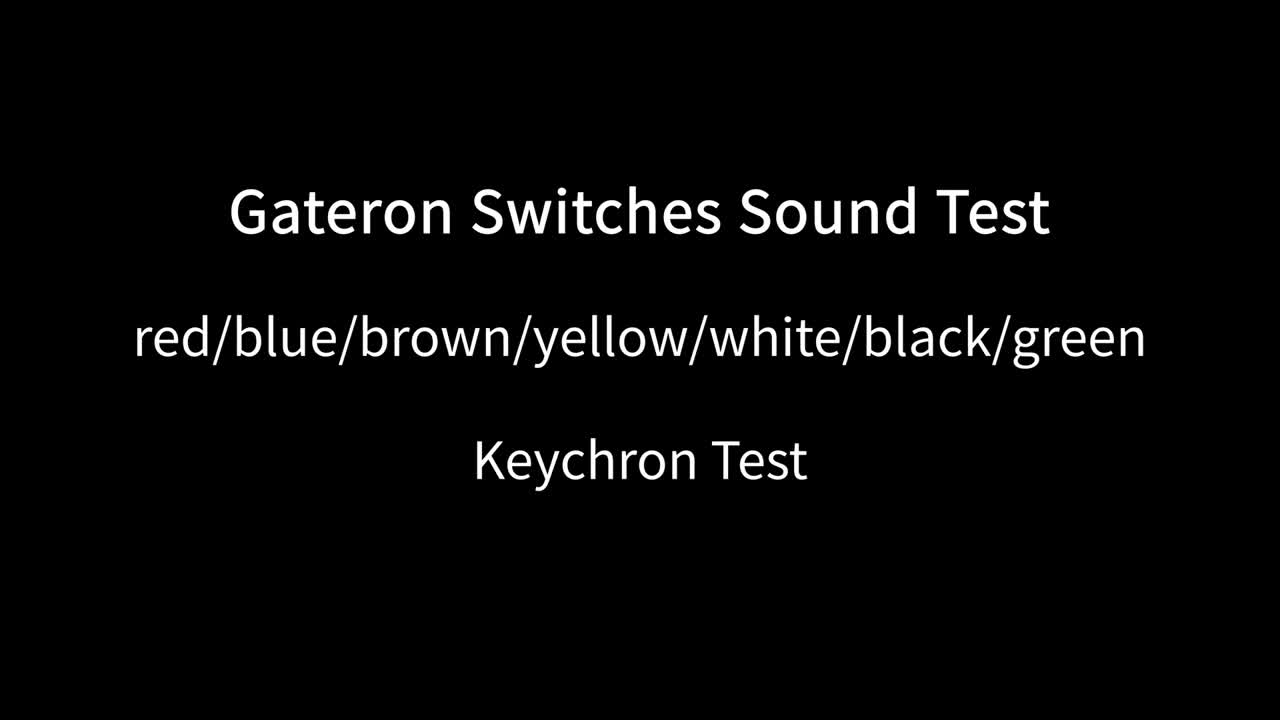 Gateron Switches Sound Test
red/blue/brown/yellow/white/black/green
Keychron Test